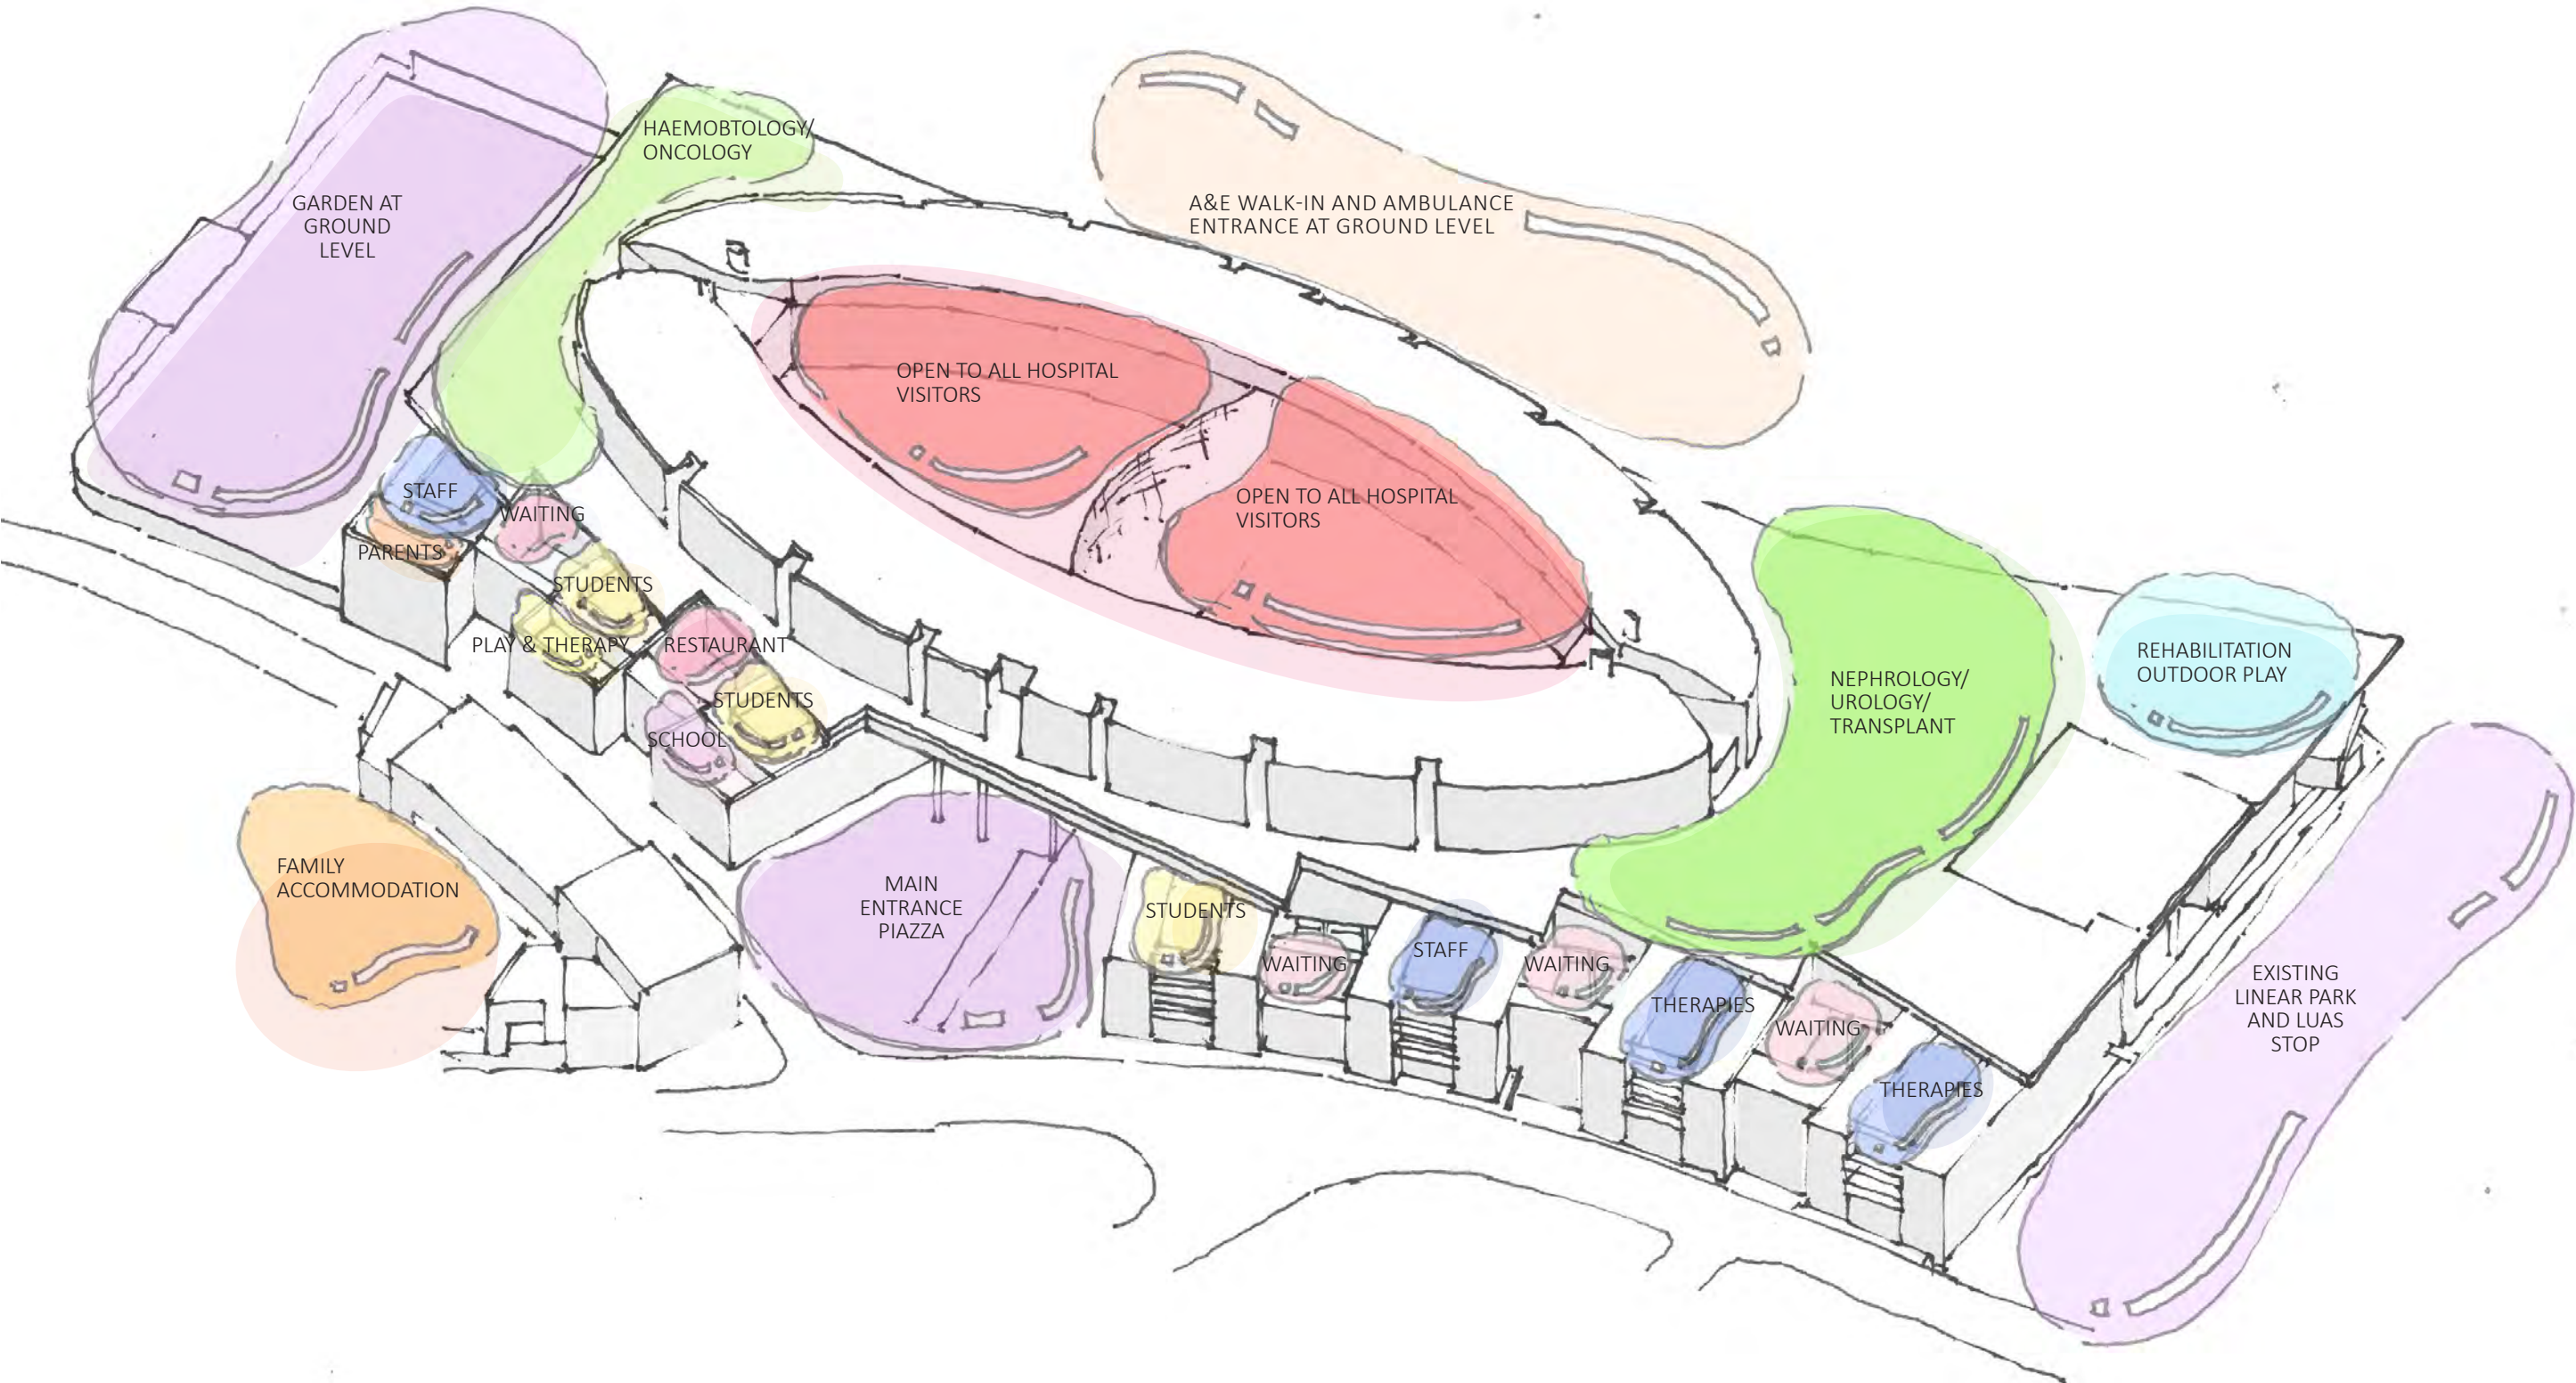 HAEMOBTOLOGY/
ONCOLOGY
GARDEN AT
GROUND
LEVEL
A&E WALK-IN AND AMBULANCE
ENTRANCE AT GROUND LEVEL
OPEN TO ALL HOSPITAL
VISITORS
OPEN TO ALL HOSPITAL
VISITORS
STAFF
WAITING
PARENTS
STUDENTS
PLAY & THERAPY
RESTAURANT
STUDENTS
SCHOOL
NEPHROLOGY/
UROLOGY/
TRANSPLANT
REHABILITATION
OUTDOOR PLAY
FAMILY
ACCOMMODATION
MAIN
ENTRANCE
PIAZZA
STUDENTS
WAITING
STAFF
WAITING
THERAPIES
WAITING
THERAPIES
EXISTING
LINEAR PARK
AND LUAS
STOP